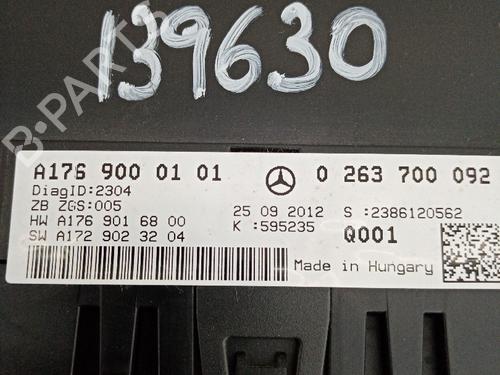 139630
B-PARTS
A176 900 01 01 0 263 700 092
DiagID:2304
ZB ZGS:005 25 09 2012 S :2386120562
HW A176 901 68 00 K :595235 Q001
SW A172 902 32 04
Made in Hungary